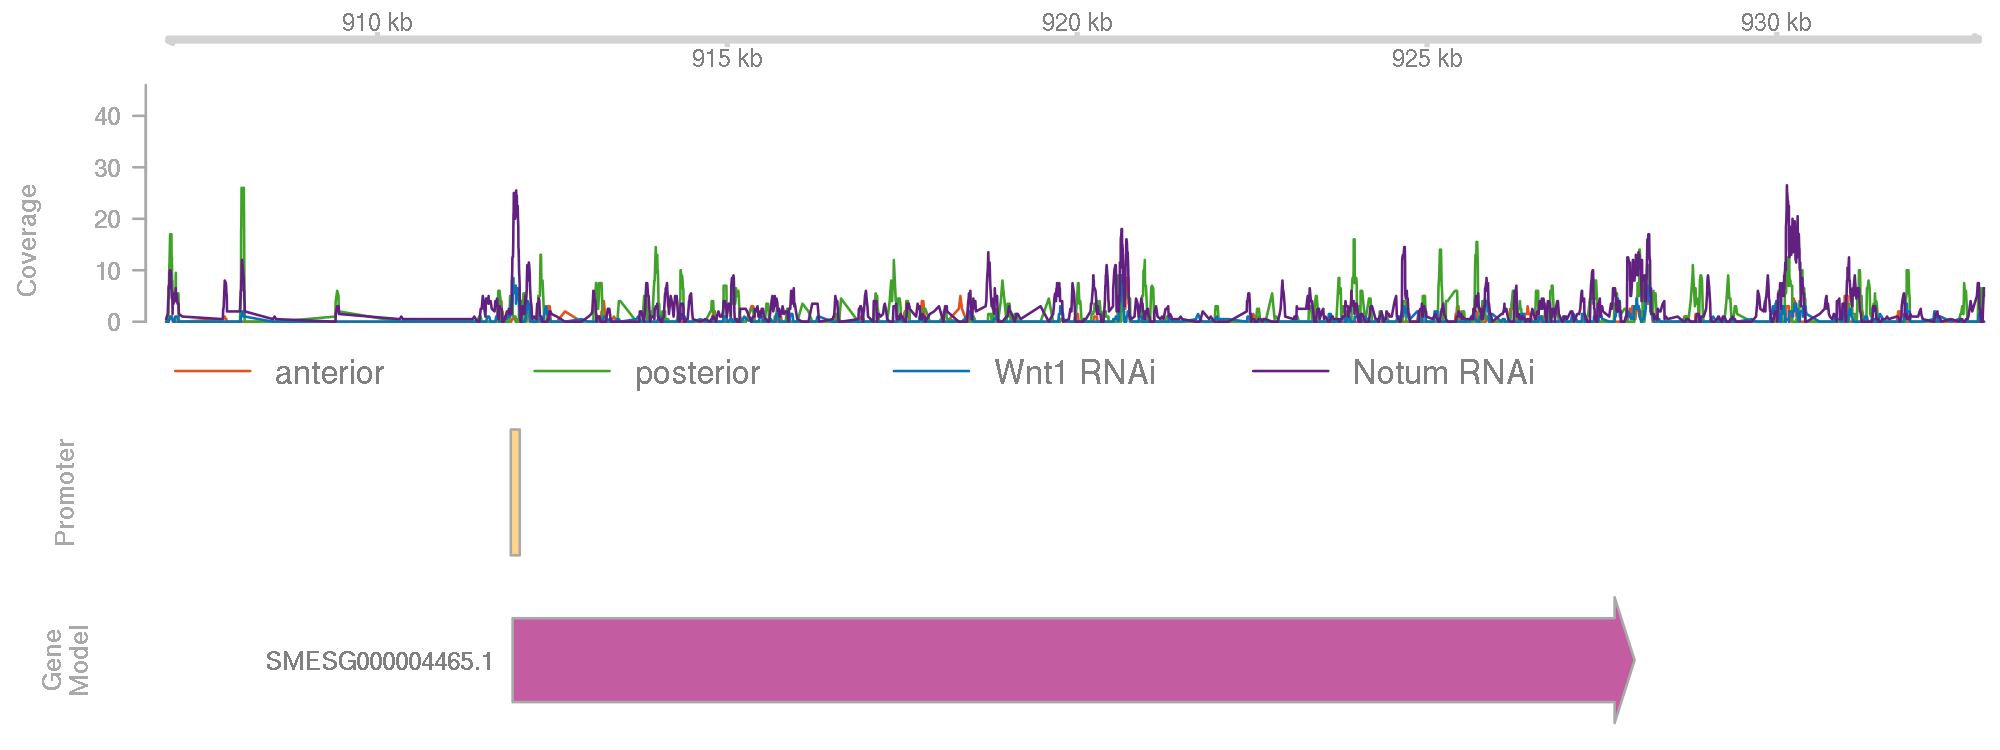 910 kb 920 kb 930 kb
915 kb 925 kb
Coverage
40
30
20
10
0
anterior posterior Wnt1 RNAi Notum RNAi
Promoter
Gene
Model
SMESG000004465.1